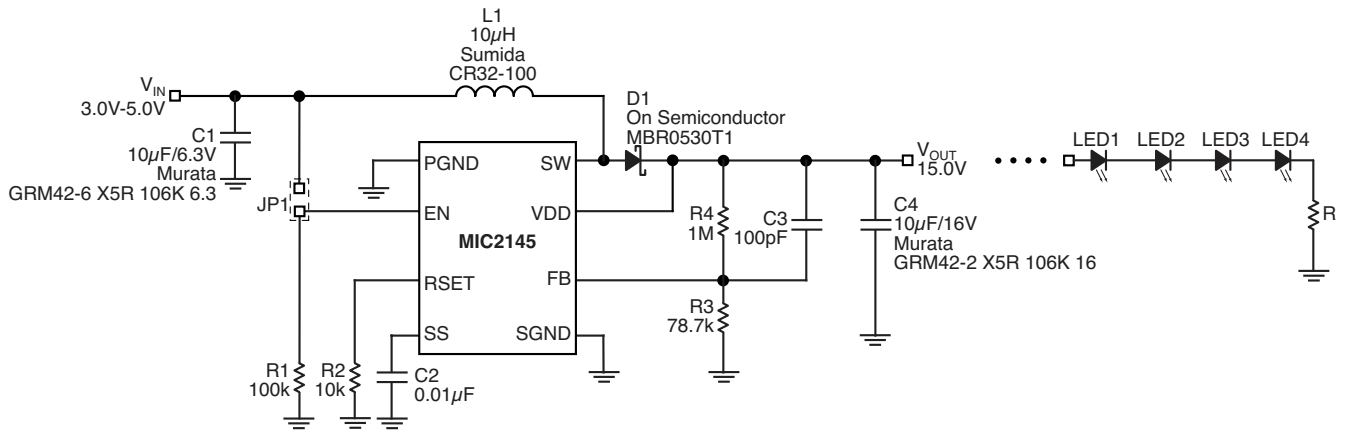 L1
10µH
Sumida
CR32-100
VIN
3.0V-5.0V
C1
10µF/6.3V
Murata
GRM42-6 X5R 106K 6.3
JP1
D1
On Semiconductor
MBR0530T1
PGND
SW
EN
VDD
MIC2145
RSET
FB
SS
SGND
R4
1M
C3
100pF
VOUT
15.0V
C4
10µF/16V
Murata
GRM42-2 X5R 106K 16
LED1
LED2
LED3
LED4
R
R3
78.7k
R1
100k
R2
10k
C2
0.01µF